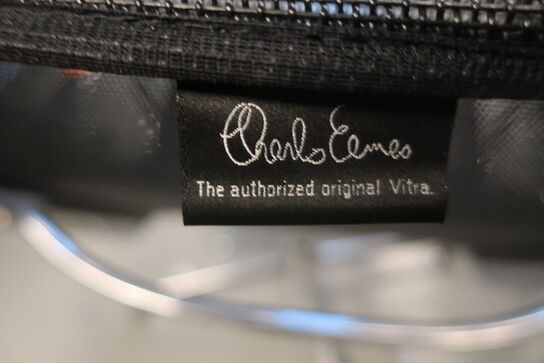 Charles Eames
The authorized original Vitra.